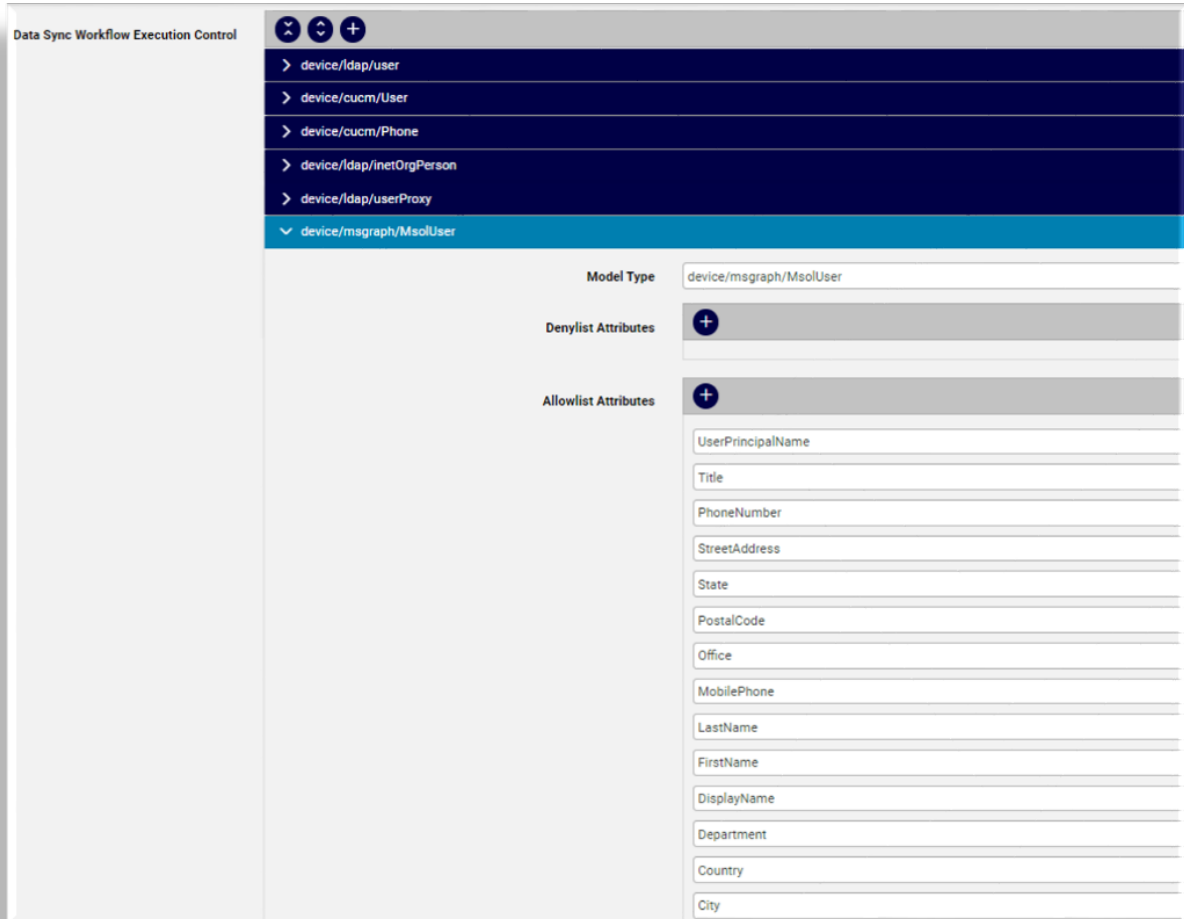 Data Sync Workflow Execution Control
device/ldap/user
device/cucm/User
device/cucm/Phone
device/ldap/inetOrgPerson
device/ldap/userProxy
device/msgraph/MsolUser
Model Type device/msgraph/MsolUser
Denylist Attributes
Allowlist Attributes
UserPrincipalName
Title
PhoneNumber
StreetAddress
State
PostalCode
Office
MobilePhone
LastName
FirstName
DisplayName
Department
Country
City